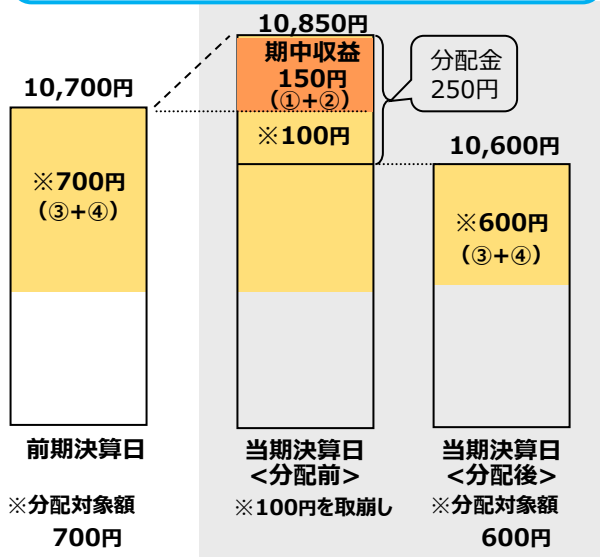 10,850円
期中収益
150円
(①+②)
分配金
250円
10,700円
※100円
10,600円
※700円
(③+④)
※600円
(③+④)
前期決算日
当期決算日
<分配前>
当期決算日
<分配後>
※分配対象額
700円
※100円を取崩し
※分配対象額
600円